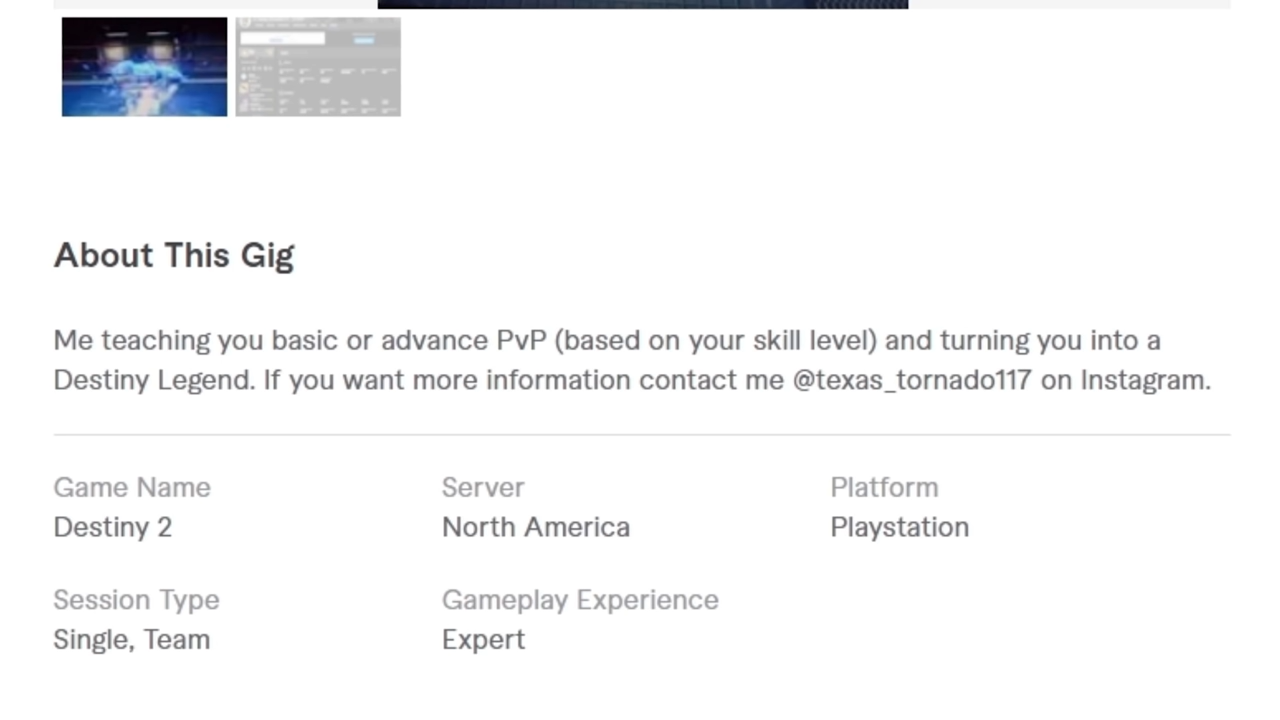 About This Gig
Me teaching you basic or advance PvP (based on your skill level) and turning you into a
Destiny Legend. If you want more information contact me @texas_tornado117 on Instagram.
Game Name
Server
Platform
Destiny 2
North America
Playstation
Session Type
Gameplay Experience
Single, Team
Expert